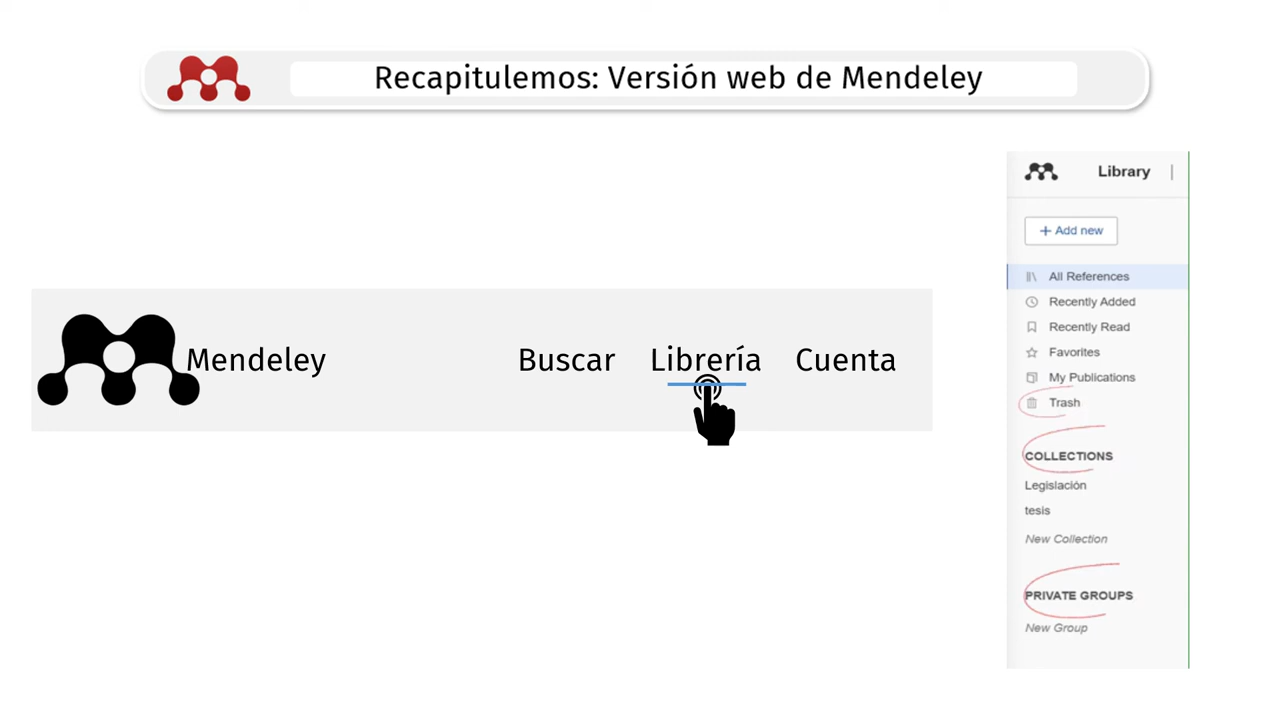 Recapitulemos: Versión web de Mendeley
Mendeley
Buscar Librería Cuenta
Library |
+ Add new
All References
Recently Added
Recently Read
Favorites
My Publications
Trash
COLLECTIONS
Legislación
tesis
New Collection
PRIVATE GROUPS
New Group